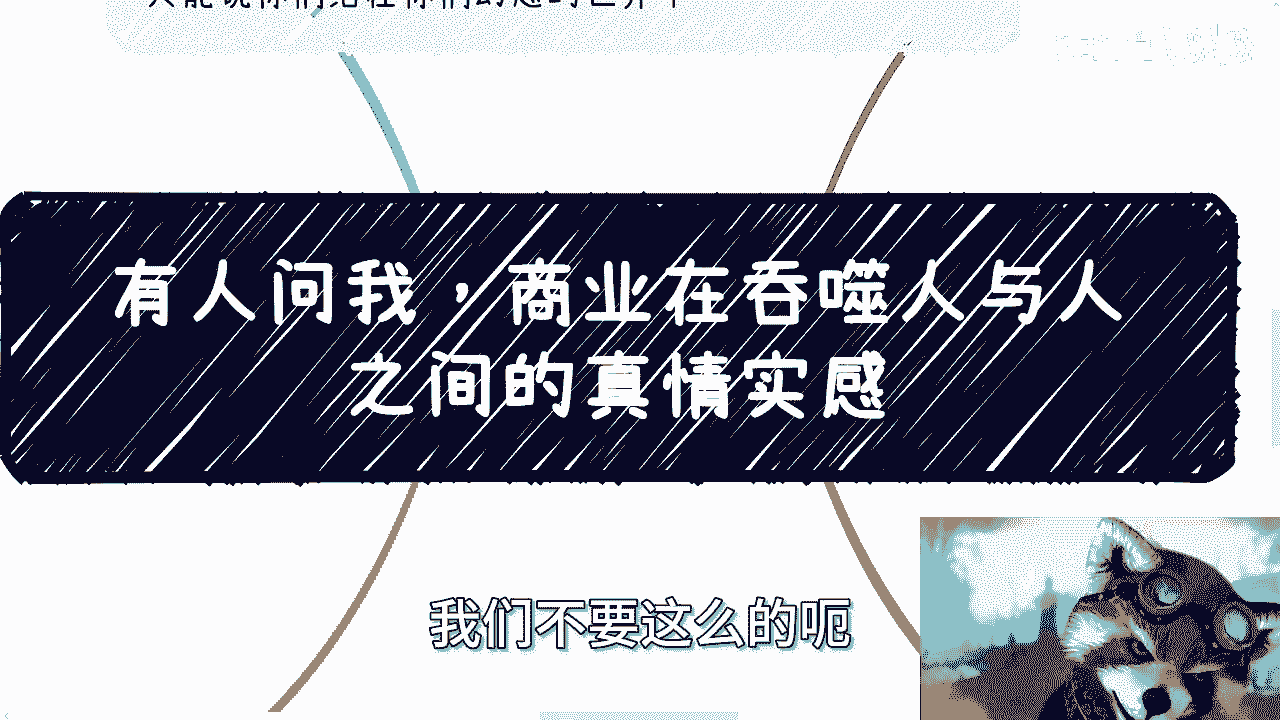 有人问我，商业在吞噬人与人
之间的真情实感
我们不要这么的呃